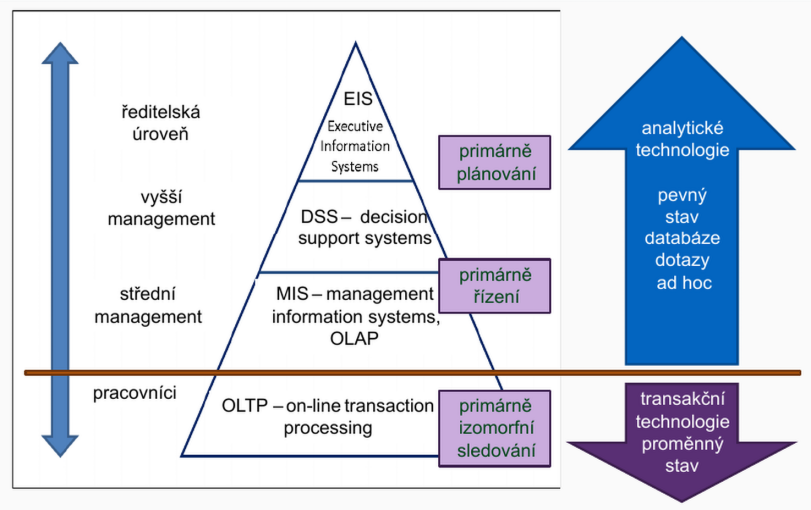 ředitelská
úroveň
vyšší
management
střední
management
pracovníci
EIS
Executive
Information
Systems
DSS – decision
support systems
MIS – management
information systems,
OLAP
OLTP – on-line transaction
processing
primárně
plánování
primárně
řízení
primárně
izomorfní
sledování
analytické
technologie
pevný
stav
databáze
dotazy
ad hoc
transakční
technologie
proměnný
stav